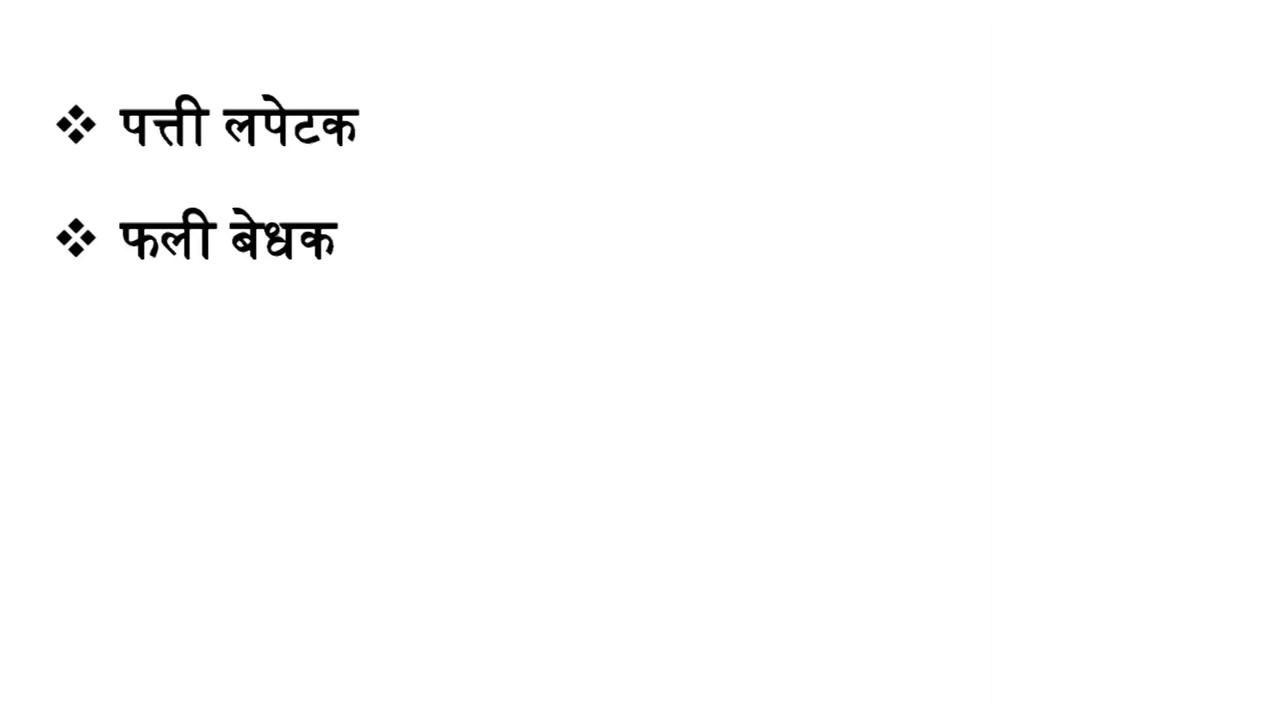 ❖ पत्ती लपेटक
❖ फली बेधक